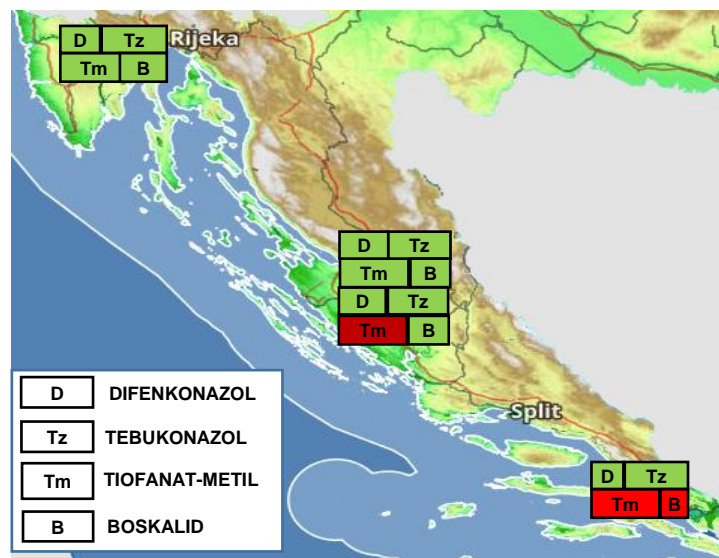 D Tz Rijeka
Tm B
D Tz
Tm B
D Tz
Tm B
Split
D Tz
Tm B
D DIFENKONAZOL
Tz TEBUKONAZOL
Tm TIOFANAT-METIL
B BOSKALID